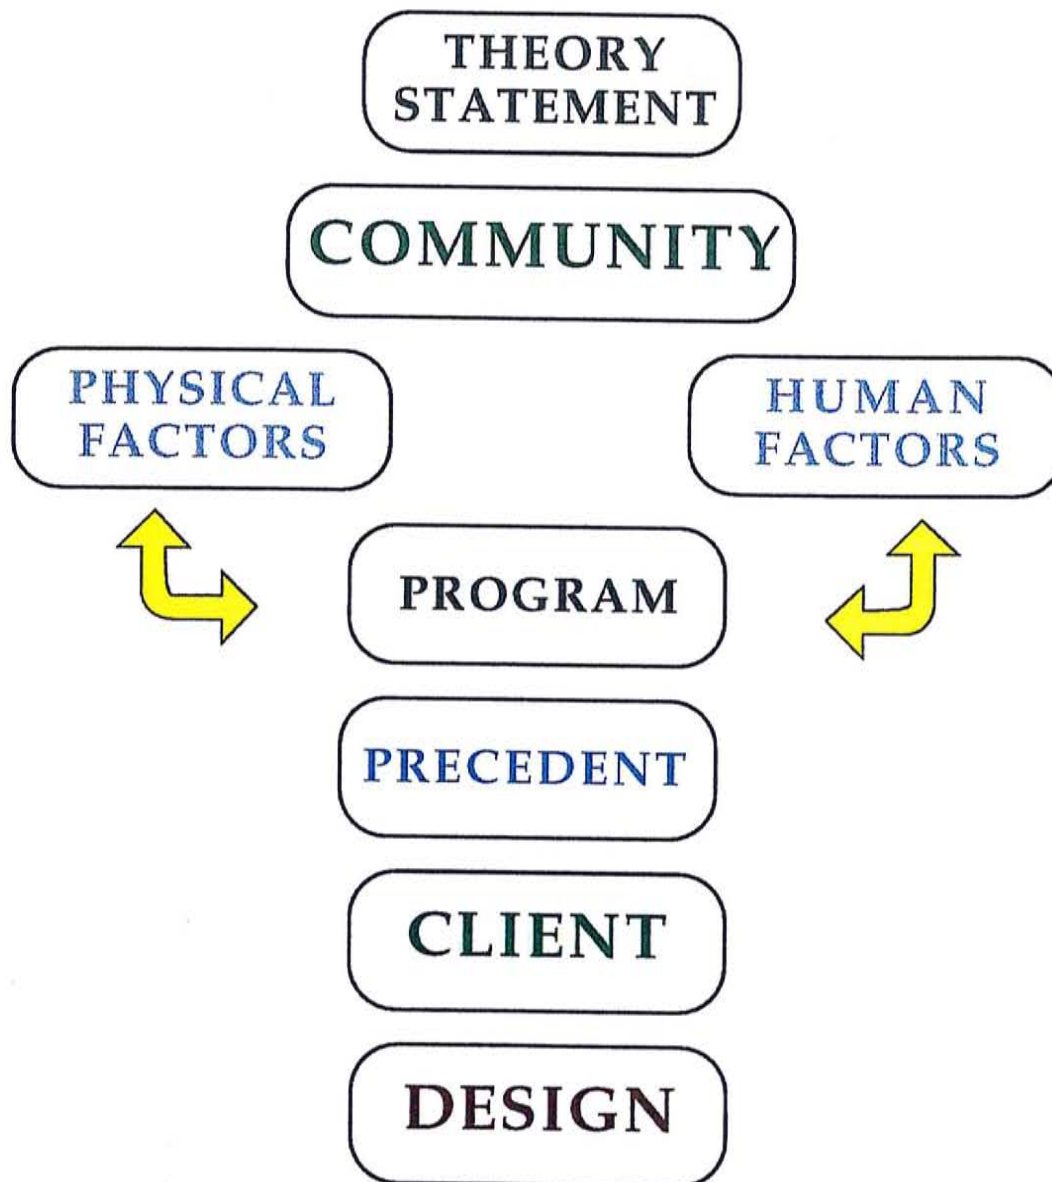 THEORY
STATEMENT
COMMUNITY
PHYSICAL
FACTORS
HUMAN
FACTORS
PROGRAM
PRECEDENT
CLIENT
DESIGN